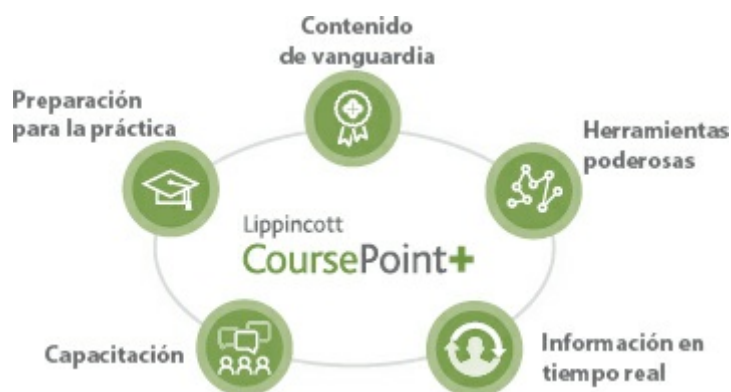 Contenido
de vanguardia
Preparación
para la práctica
Herramientas
poderosas
Lippincott
CoursePoint+
Capacitación
Información en
tiempo real